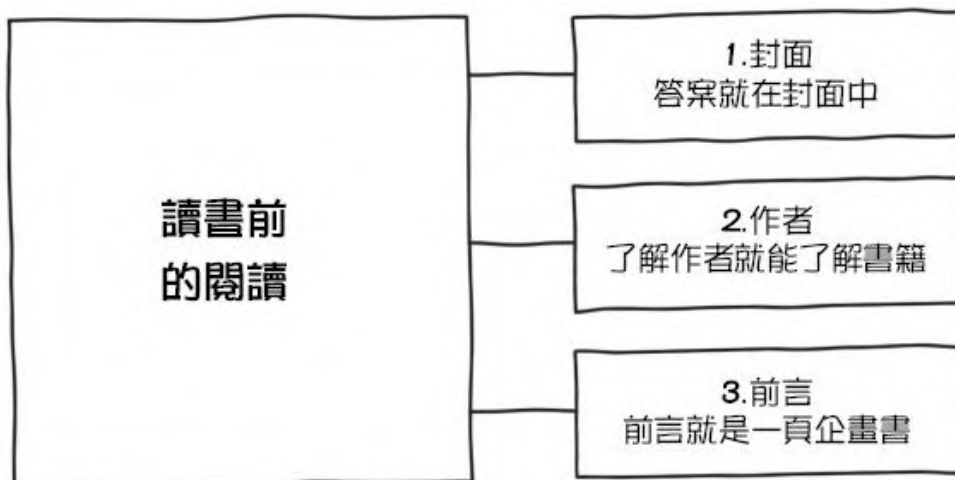 讀書前
的閱讀
1.封面
答案就在封面中
2.作者
了解作者就能了解書籍
3.前言
前言就是一頁企畫書